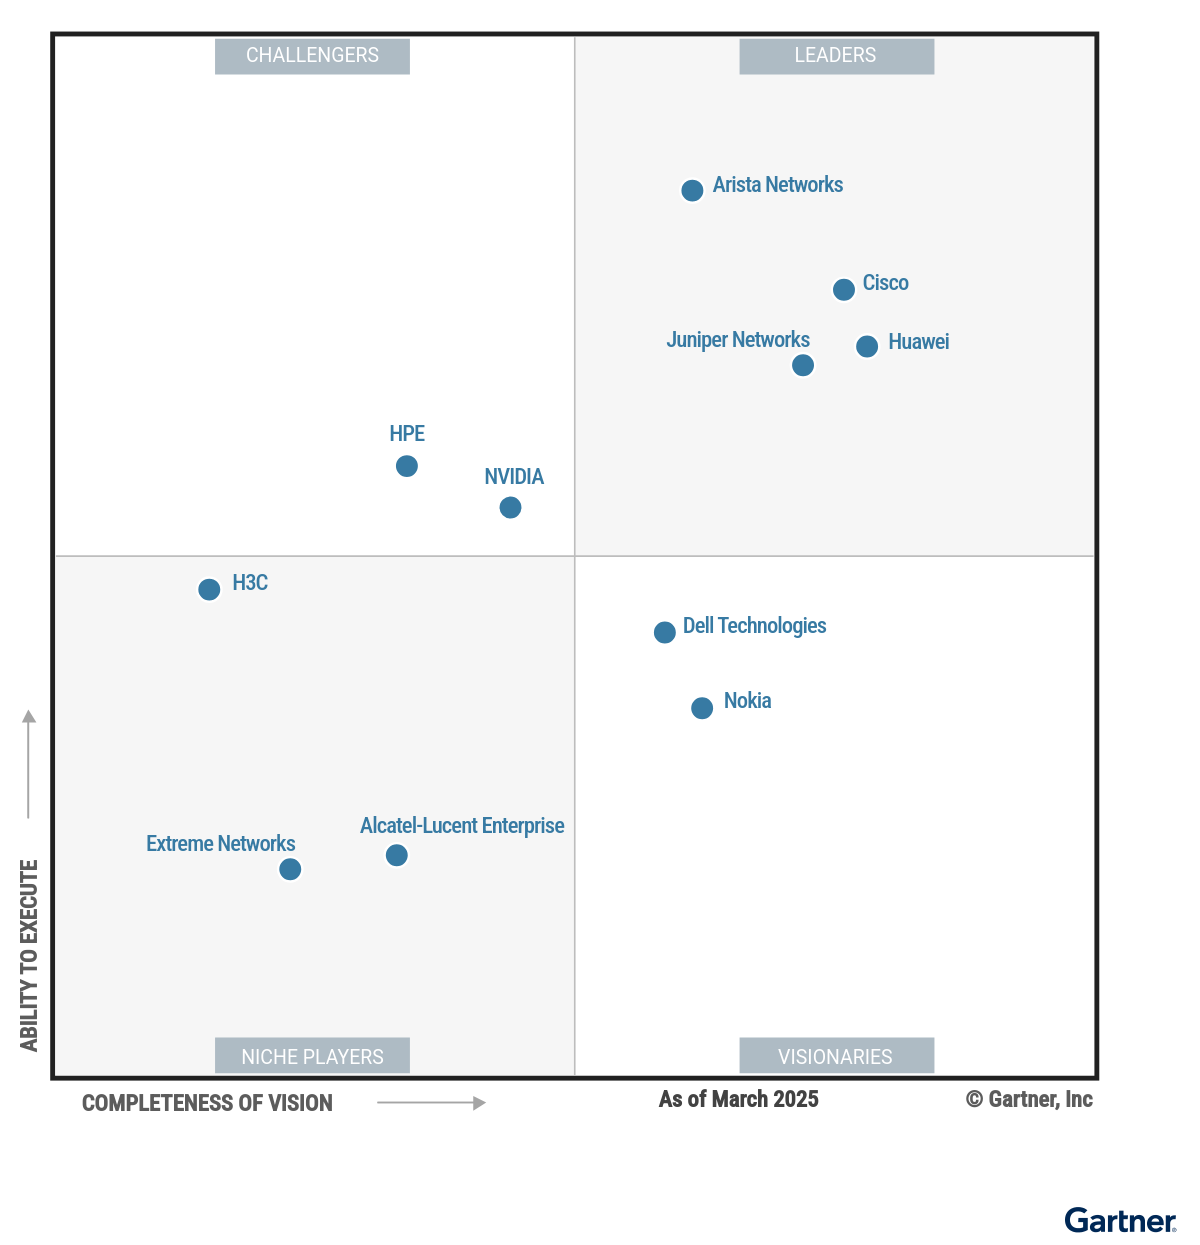 CHALLENGERS
LEADERS
Arista Networks
Cisco
Juniper Networks
Huawei
HPE
NVIDIA
H3C
Dell Technologies
Nokia
Alcatel-Lucent Enterprise
Extreme Networks
ABILITY TO EXECUTE
NICHE PLAYERS
VISIONARIES
COMPLETENESS OF VISION
As of March 2025
© Gartner, Inc
Gartner®